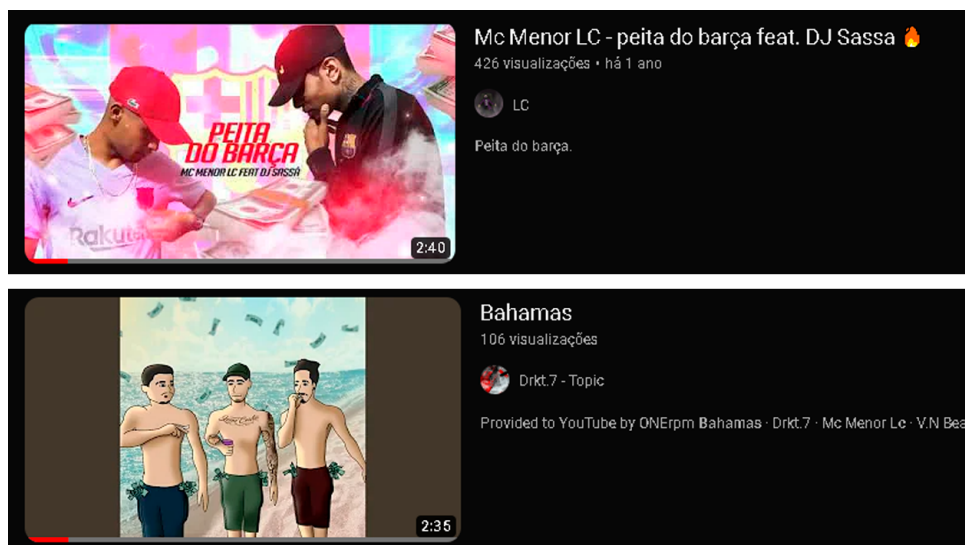 Mc Menor LC - peita do barça feat. DJ Sassa 🔥
426 visualizações • há 1 ano
LC
Peita do barça.
PEITA
DO BARÇA
MC MENOR LC FEAT DJ SASSÁ
Rakuten
2:40
Bahamas
106 visualizações
Drkt.7 - Topic
Provided to YouTube by ONErpm Bahamas · Drkt.7 · Mc Menor Lc · V.N Bea
2:35